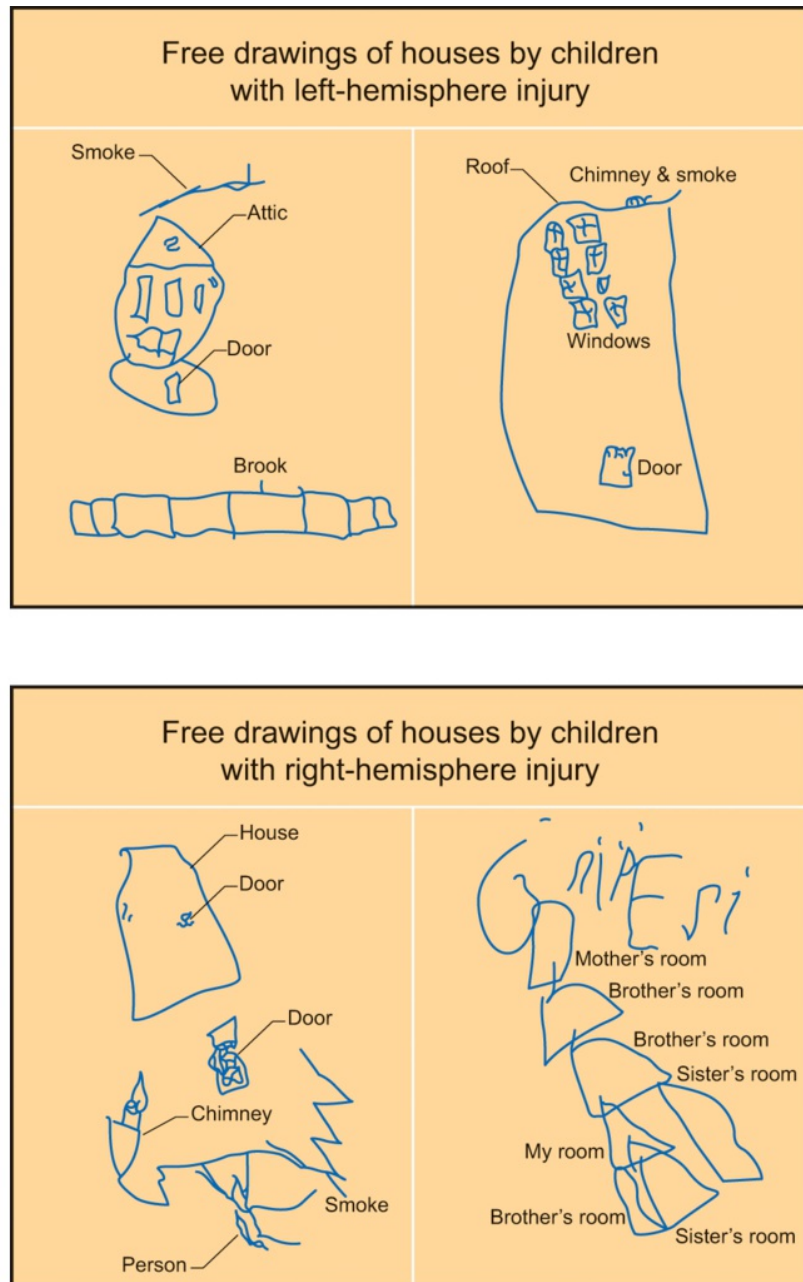 Free drawings of houses by children
with left-hemisphere injury
Smoke
Attic
Door
Brook
Roof
Chimney & smoke
Windows
Door
Free drawings of houses by children
with right-hemisphere injury
House
Door
Door
Chimney
Smoke
Person
Mother's room
Brother's room
Brother's room
Sister's room
My room
Brother's room
Sister's room